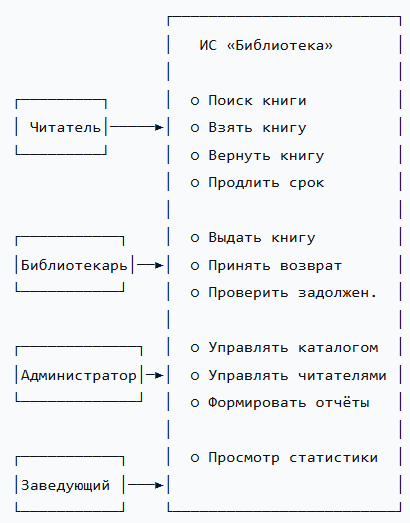 ИС «Библиотека»
o Поиск книги
Читатель
o Взять книгу
o Вернуть книгу
o Продлить срок
o Выдать книгу
Библиотекарь
o Принять возврат
o Проверить задолжен.
o Управлять каталогом
Администратор
o Управлять читателями
o Формировать отчёты
o Просмотр статистики
Заведующий